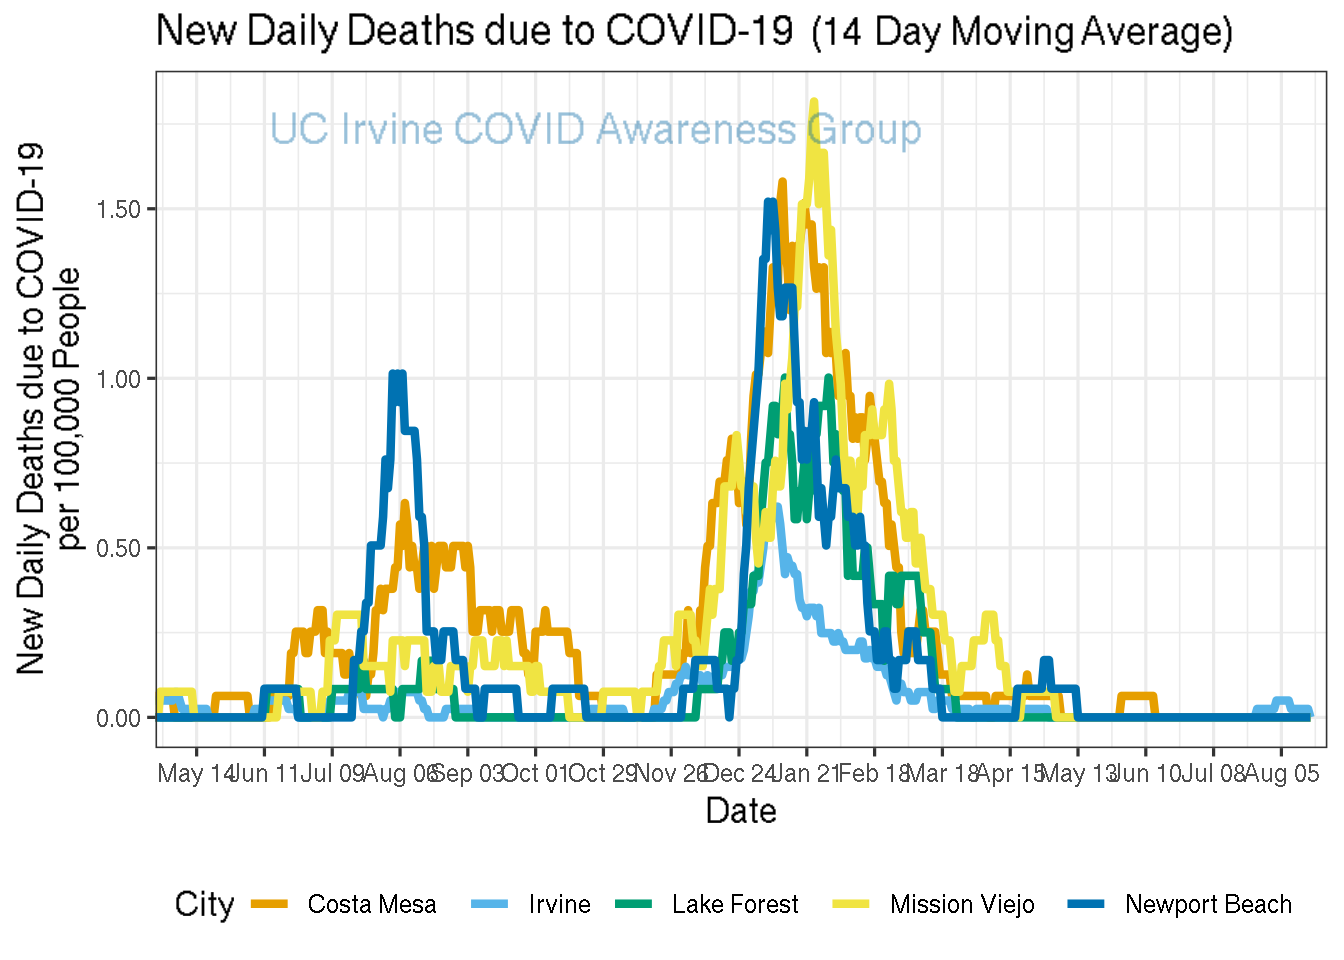 New Daily Deaths due to COVID-19 (14 Day Moving Average)
UC Irvine COVID Awareness Group
New Daily Deaths due to COVID-19
per 100,000 People
1.50
1.00
0.50
0.00
May 14 Jun 11 Jul 09 Aug 06 Sep 03 Oct 01 Oct 29 Nov 26 Dec 24 Jan 21 Feb 18 Mar 18 Apr 15 May 13 Jun 10 Jul 08 Aug 05
Date
City Costa Mesa Irvine Lake Forest Mission Viejo Newport Beach